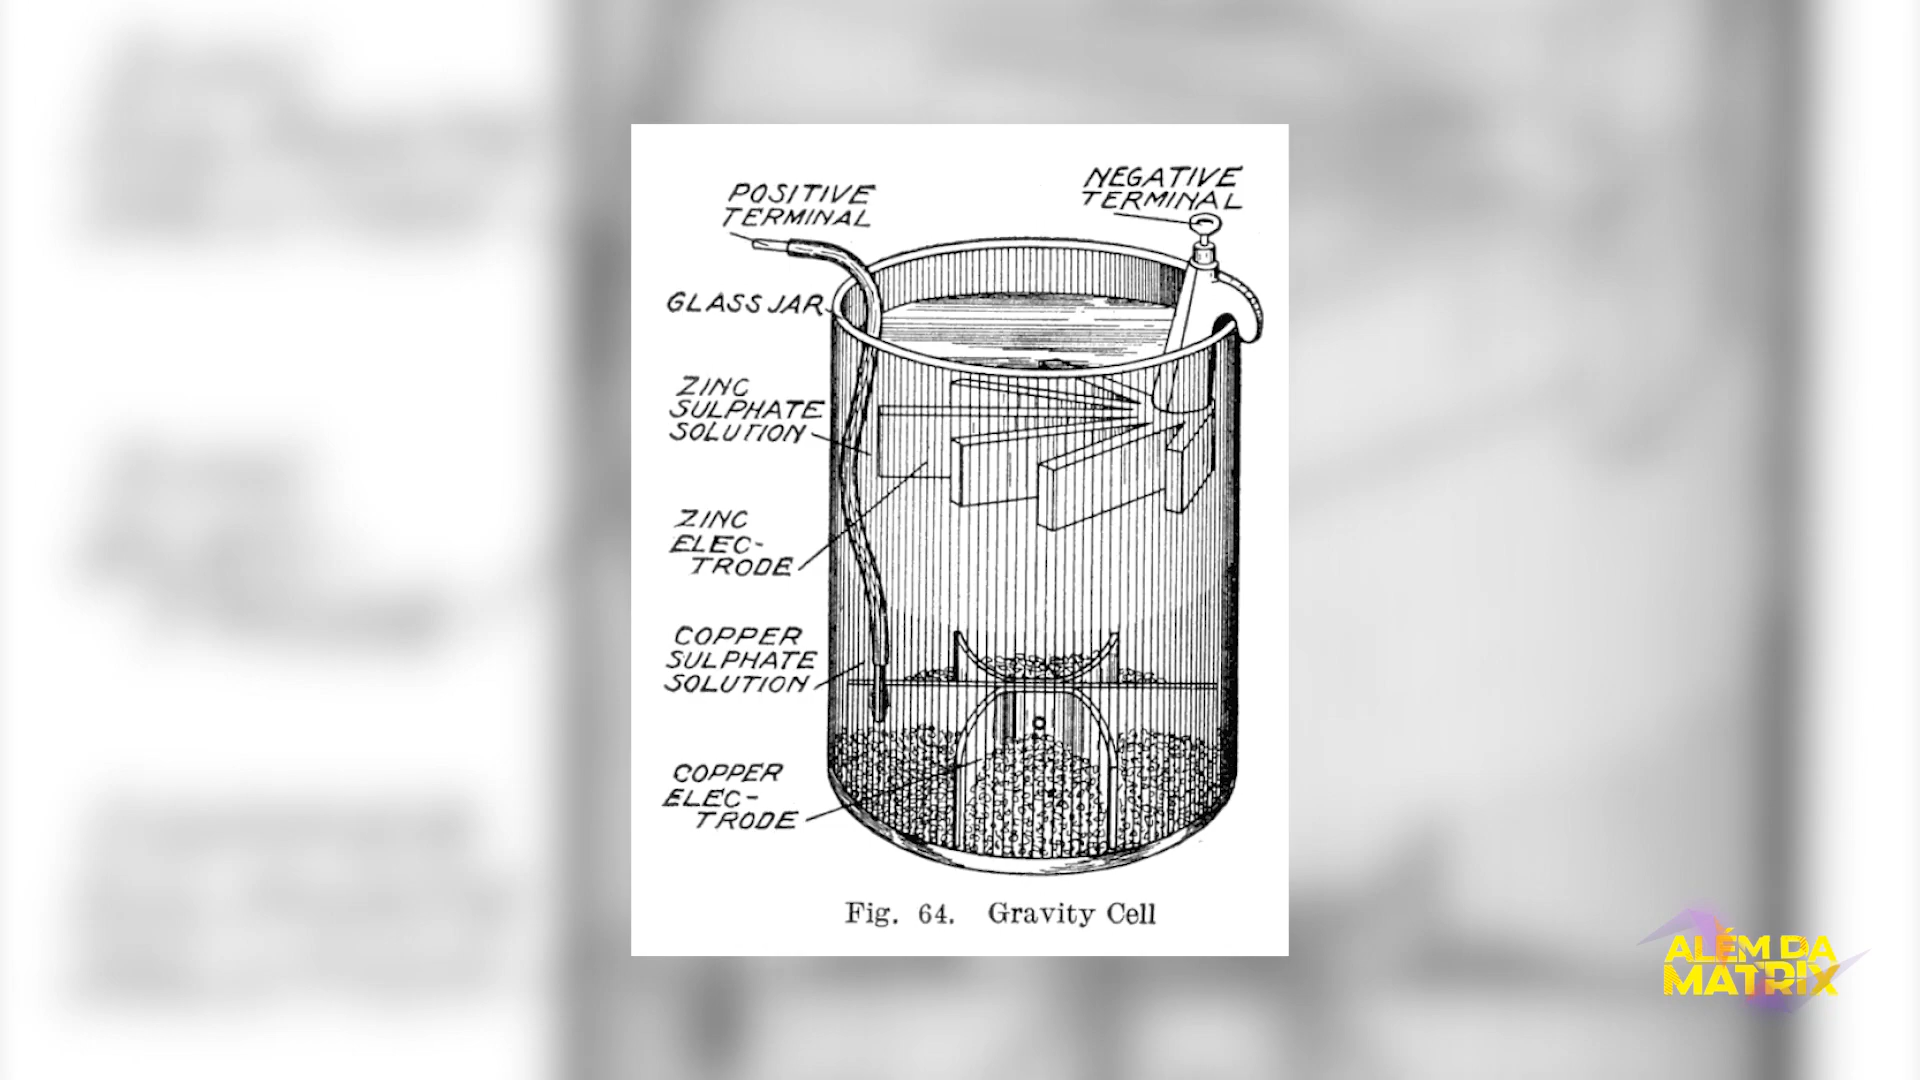 POSITIVE
TERMINAL
NEGATIVE
TERMINAL
GLASS JAR
ZINC
SULPHATE
SOLUTION
ZINC
ELEC-
TRODE
COPPER
SULPHATE
SOLUTION
COPPER
ELEC-
TRODE
Fig. 64. Gravity Cell
ALÉM DA
MATRIX